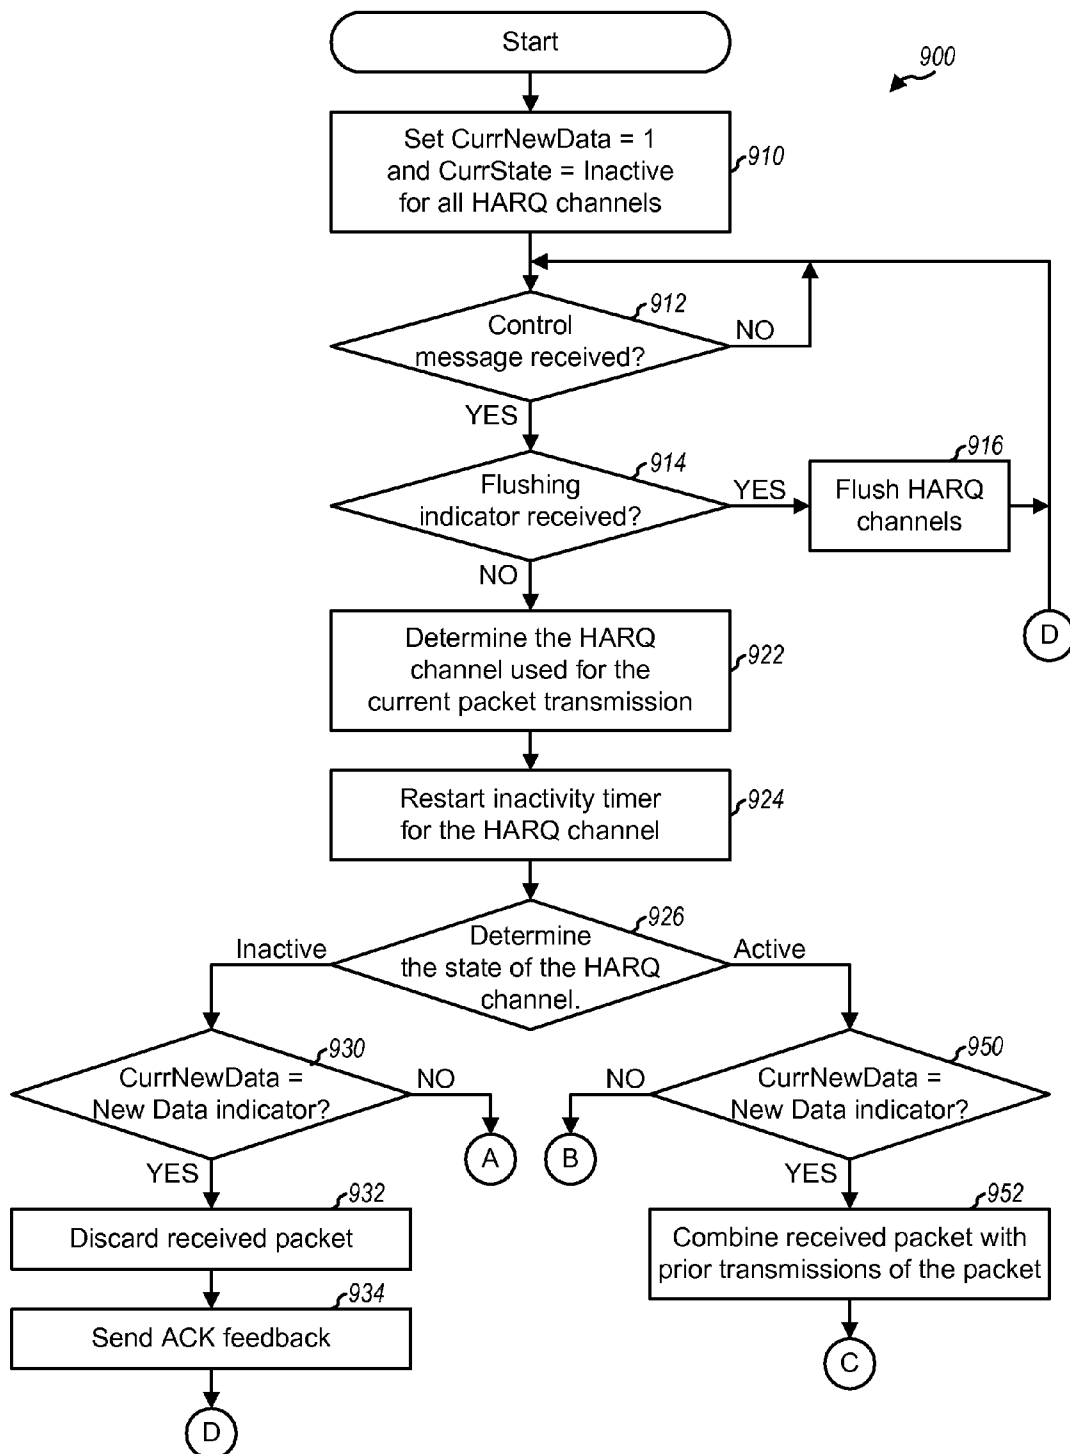 Start
900
Set CurrNewData = 1
and CurrState = Inactive
for all HARQ channels
910
912
Control
message received?
NO
YES
914
Flushing
indicator received?
YES
916
Flush HARQ
channels
NO
D
Determine the HARQ
channel used for the
current packet transmission
922
Restart inactivity timer
for the HARQ channel
924
926
Inactive
Determine
the state of the HARQ
channel.
Active
930
CurrNewData =
New Data indicator?
NO
A
YES
950
CurrNewData =
New Data indicator?
NO
B
YES
932
Discard received packet
934
Send ACK feedback
D
952
Combine received packet with
prior transmissions of the packet
C